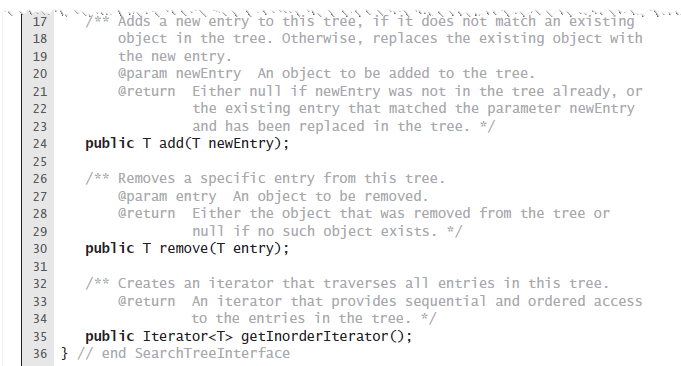 17 /** Adds a new entry to this tree, if it does not match an existing
18 object in the tree. Otherwise, replaces the existing object with
19 the new entry.
20 @param newEntry An object to be added to the tree.
21 @return Either null if newEntry was not in the tree already, or
22 the existing entry that matched the parameter newEntry
23 and has been replaced in the tree. */
24 public T add(T newEntry);
25
26 /** Removes a specific entry from this tree.
27 @param entry An object to be removed.
28 @return Either the object that was removed from the tree or
29 null if no such object exists. */
30 public T remove(T entry);
31
32 /** Creates an iterator that traverses all entries in this tree.
33 @return An iterator that provides sequential and ordered access
34 to the entries in the tree. */
35 public Iterator<T> getInorderIterator();
36 } // end SearchTreeInterface